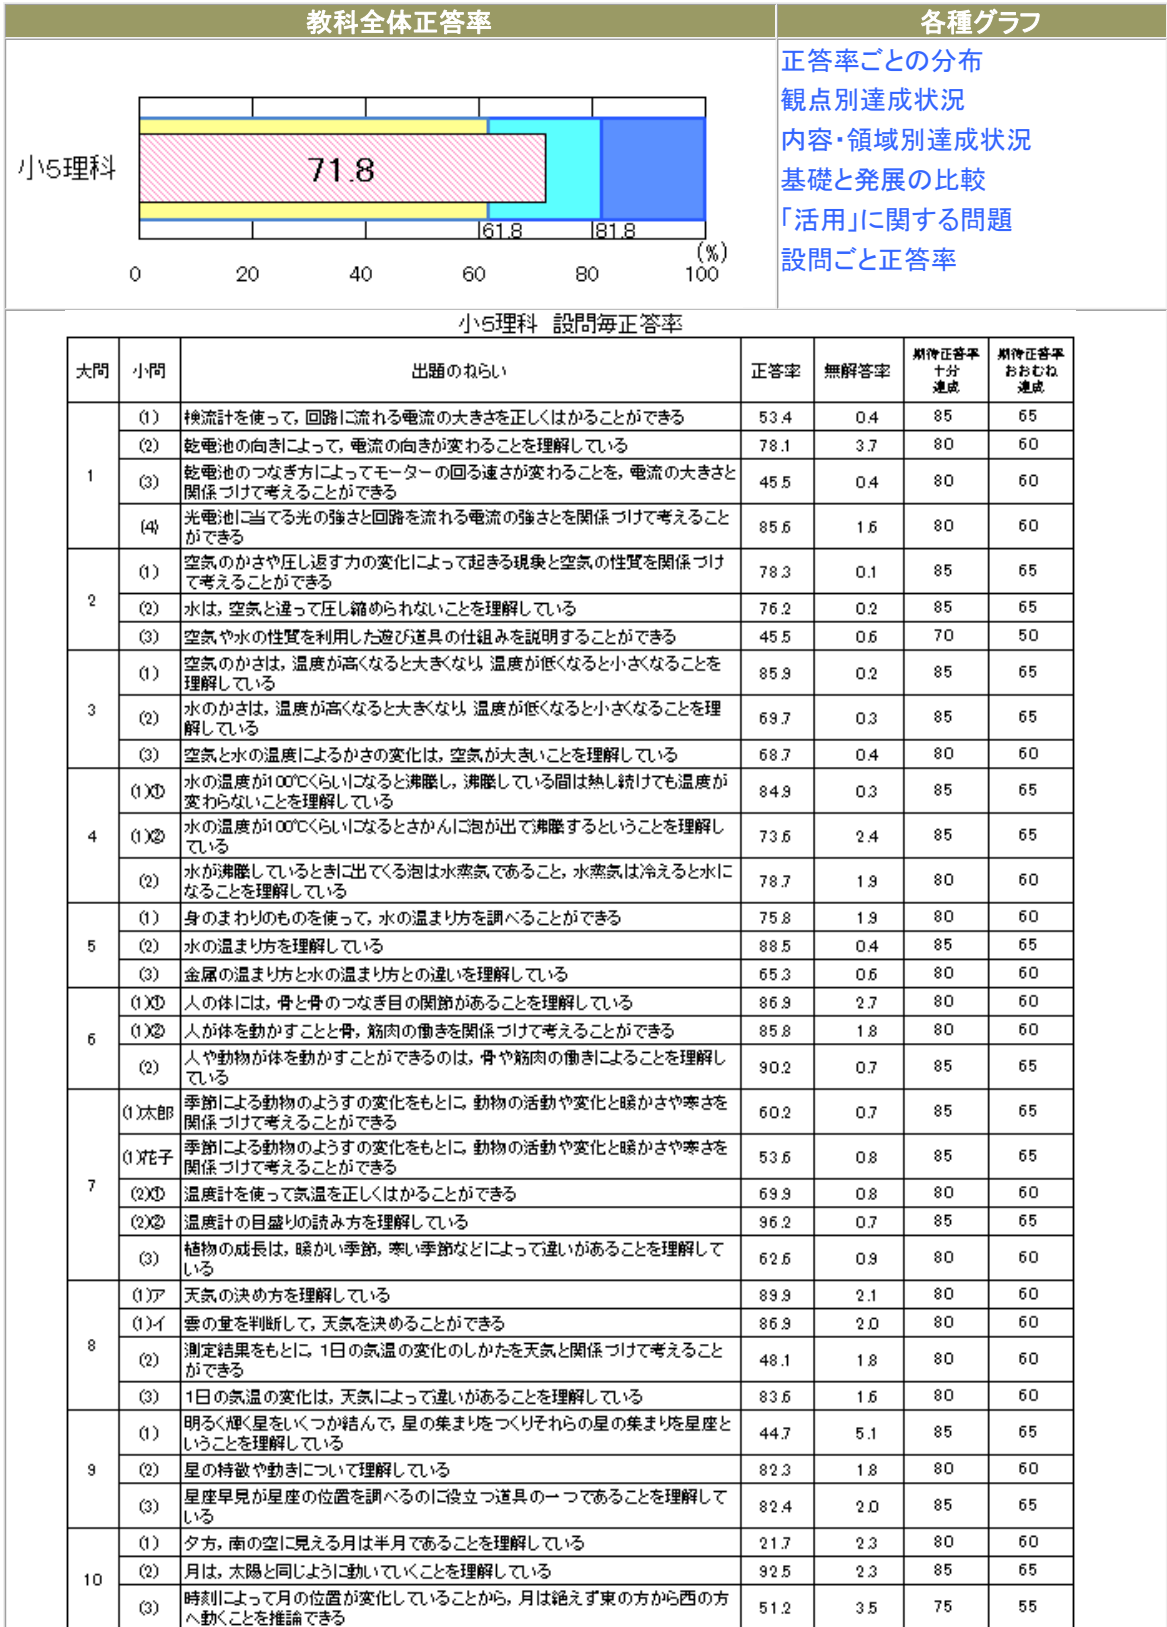 教科全体正答率 各種グラフ
正答率ごとの分布
観点別達成状況
内容・領域別達成状況
基礎と発展の比較
「活用」に関する問題
設問ごと正答率
小5理科 71.8
61.8 81.8
(%)
0 20 40 60 80 100
小5理科 設問毎正答率
大問 小問 出題のねらい 正答率 無解答率 期待正答率 十分 達成 期待正答率 おおむね 達成
1 (1) 検流計を使って,回路に流れる電流の大きさを正しくはかることができる 53.4 0.4 85 65
(2) 乾電池の向きによって,電流の向きが変わることを理解している 78.1 3.7 80 60
(3) 乾電池のつなぎ方によってモーターの回る速さが変わることを,電流の大きさと
関係づけて考えることができる 45.5 0.4 80 60
(4) 光電池に当てる光の強さと回路を流れる電流の強さとを関係づけて考えること
ができる 85.6 1.6 80 60
2 (1) 空気のかさや圧し返す力の変化によって起きる現象と空気の性質を関係づけ
て考えることができる 78.3 0.1 85 65
(2) 水は,空気と違って圧し縮められないことを理解している 76.2 0.2 85 65
(3) 空気や水の性質を利用した遊び道具の仕組みを説明することができる 45.5 0.6 70 50
3 (1) 空気のかさは,温度が高くなると大きくなり,温度が低くなると小さくなることを
理解している 85.9 0.2 85 65
(2) 水のかさは,温度が高くなると大きくなり,温度が低くなると小さくなることを理
解している 69.7 0.3 85 65
(3) 空気と水の温度によるかさの変化は,空気が大きいことを理解している 68.7 0.4 80 60
4 (1)① 水の温度が100℃くらいになると沸騰し,沸騰している間は熱し続けても温度が
変わらないことを理解している 84.9 0.3 85 65
(1)② 水の温度が100℃くらいになるとさかんに泡が出て沸騰するということを理解し
ている 73.6 2.4 85 65
(2) 水が沸騰しているときに出てくる泡は水蒸気であること,水蒸気は冷えると水に
なることを理解している 78.7 1.9 80 60
5 (1) 身のまわりのものを使って,水の温まり方を調べることができる 75.8 1.9 80 60
(2) 水の温まり方を理解している 88.5 0.4 85 65
(3) 金属の温まり方と水の温まり方との違いを理解している 65.3 0.6 80 60
6 (1)① 人の体には,骨と骨のつなぎ目の関節があることを理解している 86.9 2.7 80 60
(1)② 人が体を動かすことと骨,筋肉の働きを関係づけて考えることができる 85.8 1.8 80 60
(2) 人や動物が体を動かすことができるのは,骨や筋肉の働きによることを理解し
ている 90.2 0.7 85 65
7 (1)太郎 季節による動物のようすの変化をもとに,動物の活動や変化と暖かさや寒さを
関係づけて考えることができる 60.2 0.7 85 65
(1)花子 季節による動物のようすの変化をもとに,動物の活動や変化と暖かさや寒さを
関係づけて考えることができる 53.6 0.8 85 65
(2)① 温度計を使って気温を正しくはかることができる 69.9 0.8 80 60
(2)② 温度計の目盛りの読み方を理解している 96.2 0.7 85 65
(3) 植物の成長は,暖かい季節,寒い季節などによって違いがあることを理解して
いる 62.6 0.9 80 60
8 (1)ア 天気の決め方を理解している 89.9 2.1 80 60
(1)イ 雲の量を判断して,天気を決めることができる 86.9 2.0 80 60
(2) 測定結果をもとに,1日の気温の変化のしかたを天気と関係づけて考えること
ができる 48.1 1.8 80 60
(3) 1日の気温の変化は,天気によって違いがあることを理解している 83.6 1.6 80 60
9 (1) 明るく輝く星をいくつか結んで,星の集まりをつくりそれらの星の集まりを星座と
いうことを理解している 44.7 5.1 85 65
(2) 星の特徴や動きについて理解している 82.3 1.8 80 60
(3) 星座早見が星座の位置を調べるのに役立つ道具の一つであることを理解して
いる 82.4 2.0 85 65
10 (1) 夕方,南の空に見える月は半月であることを理解している 21.7 2.3 80 60
(2) 月は,太陽と同じように動いていくことを理解している 92.5 2.3 85 65
(3) 時刻によって月の位置が変化していることから,月は絶えず東の方から西の方
へ動くことを推論できる 51.2 3.5 75 55